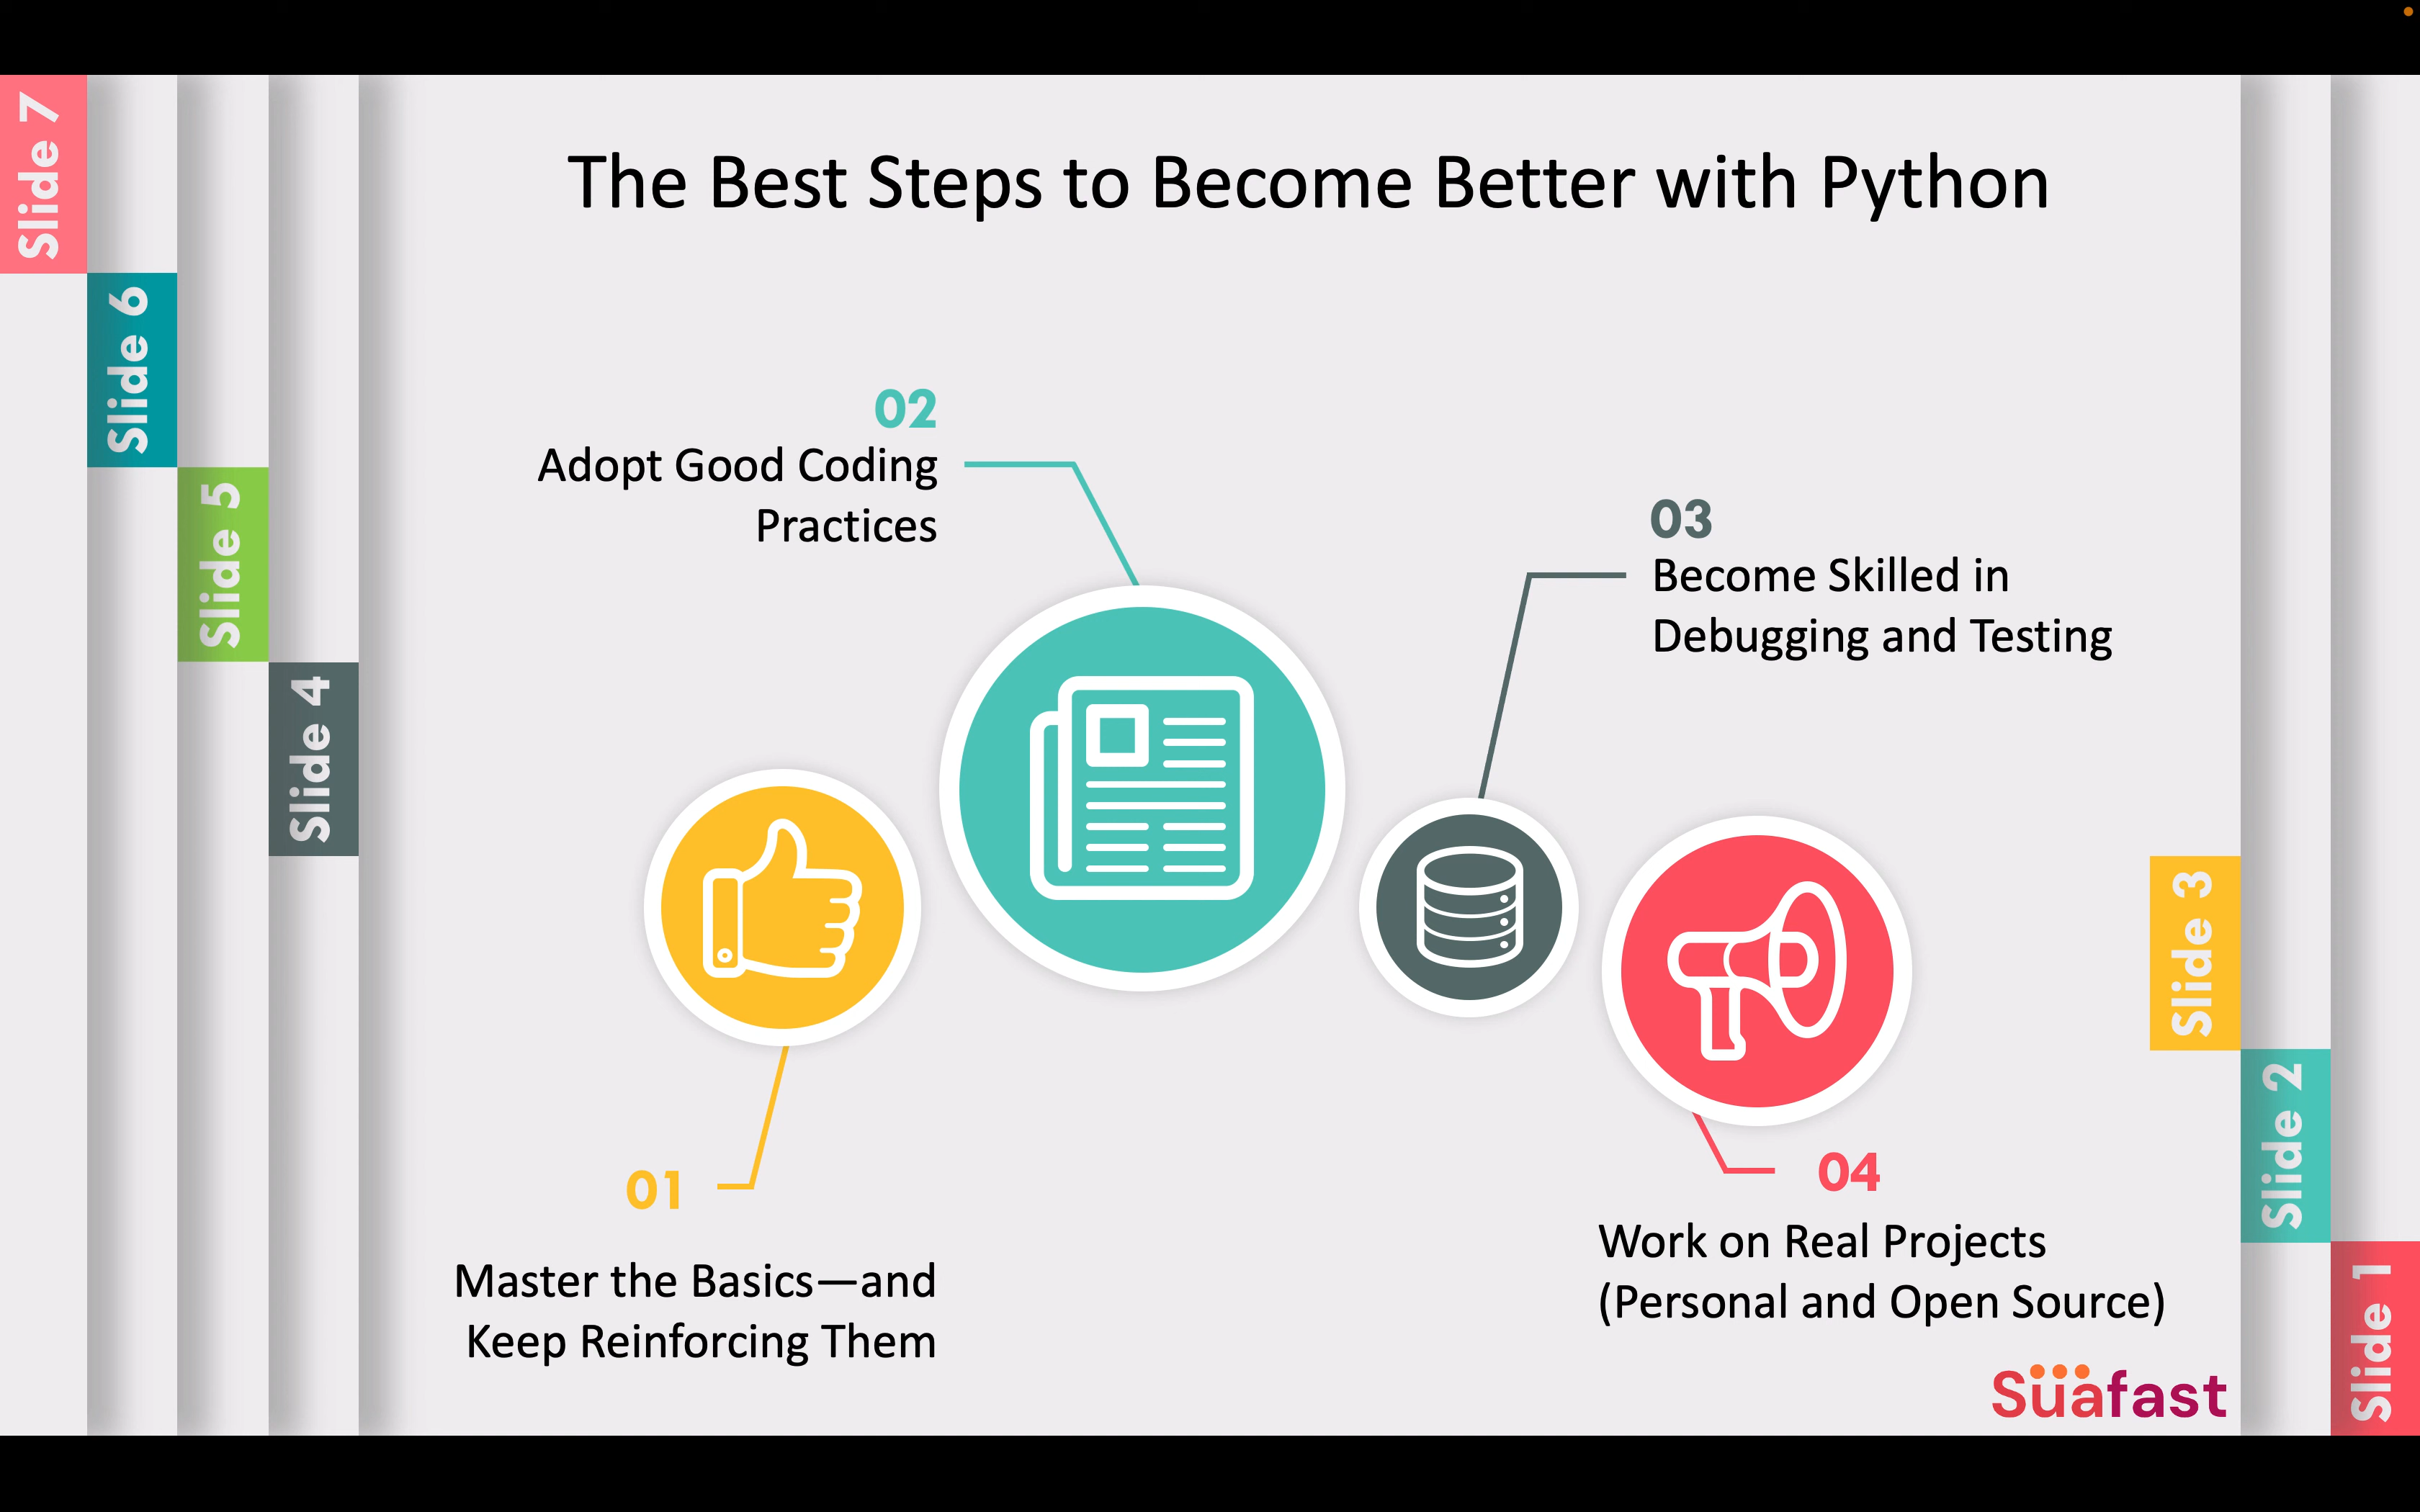 The Best Steps to Become Better with Python
Slide 7
Slide 6
Slide 5
Slide 4
02
Adopt Good Coding
Practices
03
Become Skilled in
Debugging and Testing
01
Master the Basics—and
Keep Reinforcing Them
04
Work on Real Projects
(Personal and Open Source)
Slide 3
Slide 2
Slide 1
Süäfast